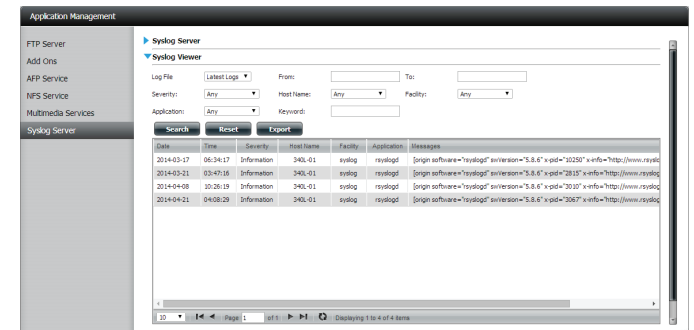 Application Management
FTP Server
Add Ons
AFP Service
NFS Service
Multimedia Services
Syslog Server
Syslog Server
Syslog Viewer
Log File Latest Logs From: To:
Severity: Any Host Name: Any Facility: Any
Application: Any Keyword:
Search Reset Export
Date Time Severity Host Name Facility Application Messages
2014-03-17 06:34:17 Information 340L-01 syslog rsyslogd [origin software="rsyslogd" swVersion="5.8.6" x-pid="10250" x-info="http://www.rsyslo
2014-03-21 03:47:16 Information 340L-01 syslog rsyslogd [origin software="rsyslogd" swVersion="5.8.6" x-pid="2815" x-info="http://www.rsyslog
2014-04-08 10:26:19 Information 340L-01 syslog rsyslogd [origin software="rsyslogd" swVersion="5.8.6" x-pid="3010" x-info="http://www.rsyslog
2014-04-21 04:08:29 Information 340L-01 syslog rsyslogd [origin software="rsyslogd" swVersion="5.8.6" x-pid="3067" x-info="http://www.rsyslog
10 Page 1 of 1 Displaying 1 to 4 of 4 items